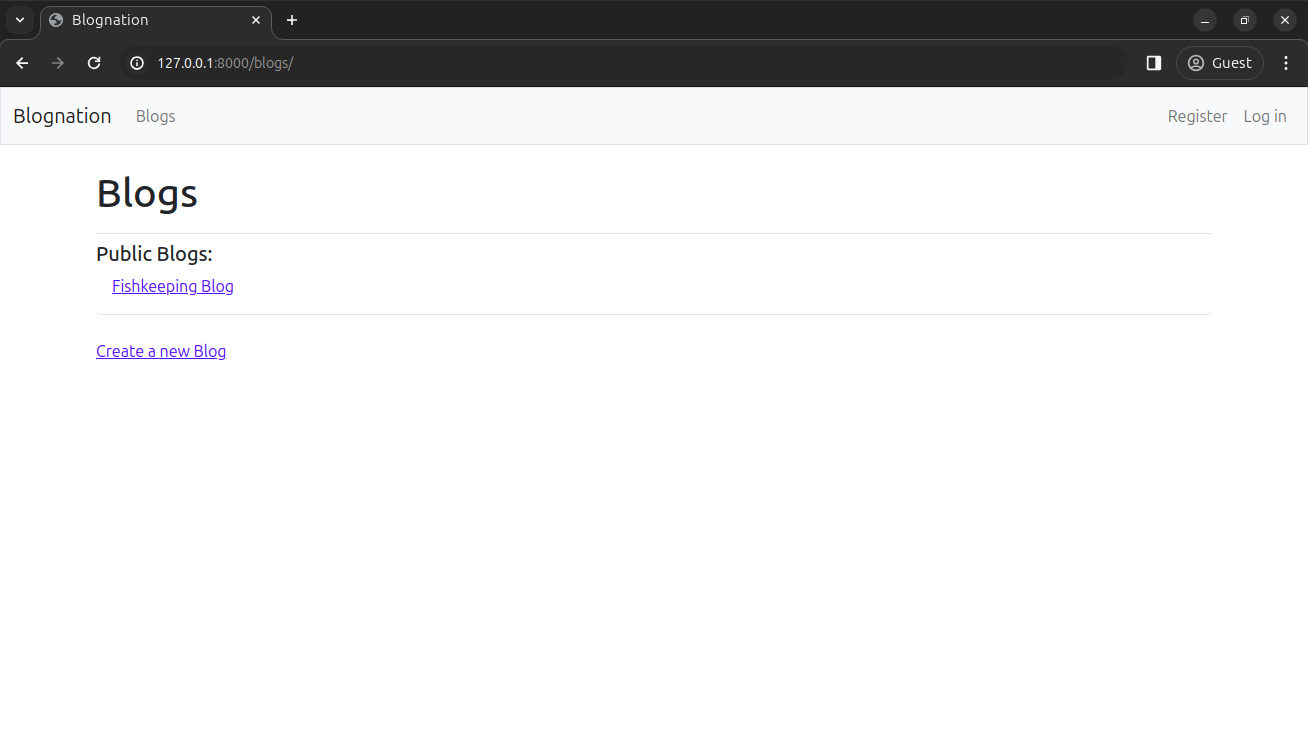 Blognation
127.0.0.1:8000/blogs/
Guest
Blognation Blogs Register Log in
Blogs
Public Blogs:
Fishkeeping Blog
Create a new Blog